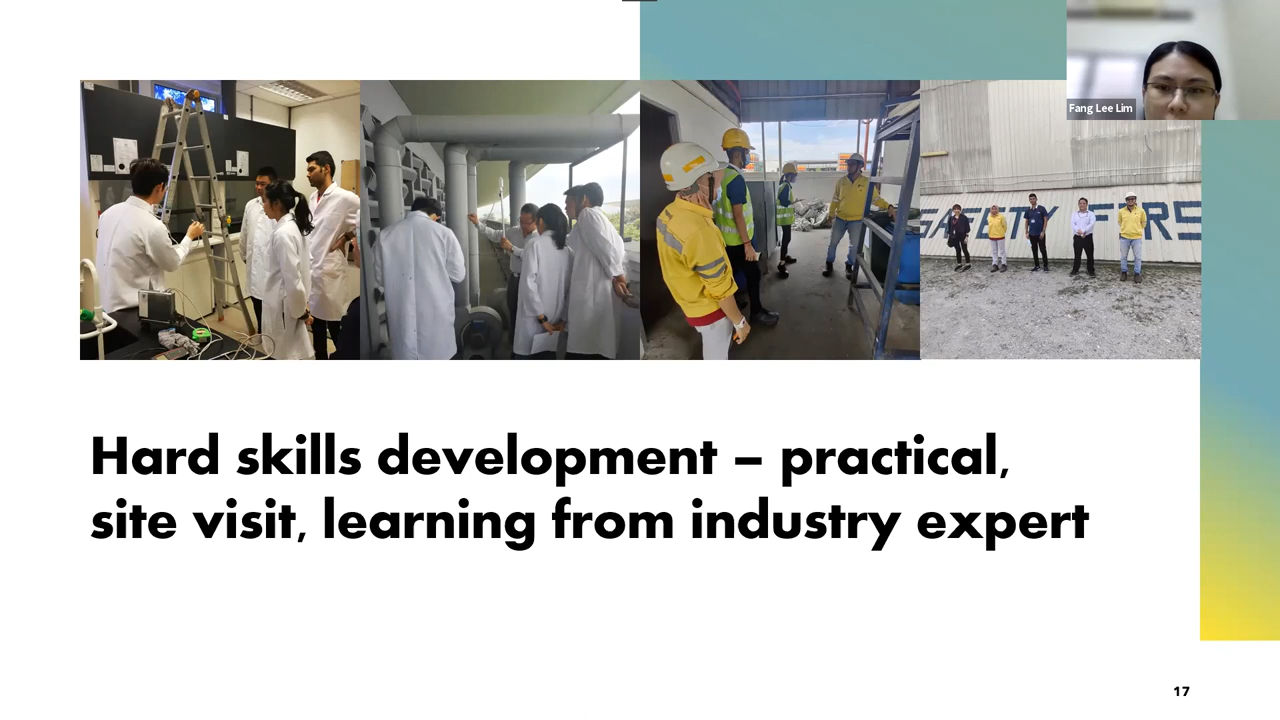 Fang Lee Lim
SAFETY FIRS
Hard skills development – practical,
site visit, learning from industry expert
17